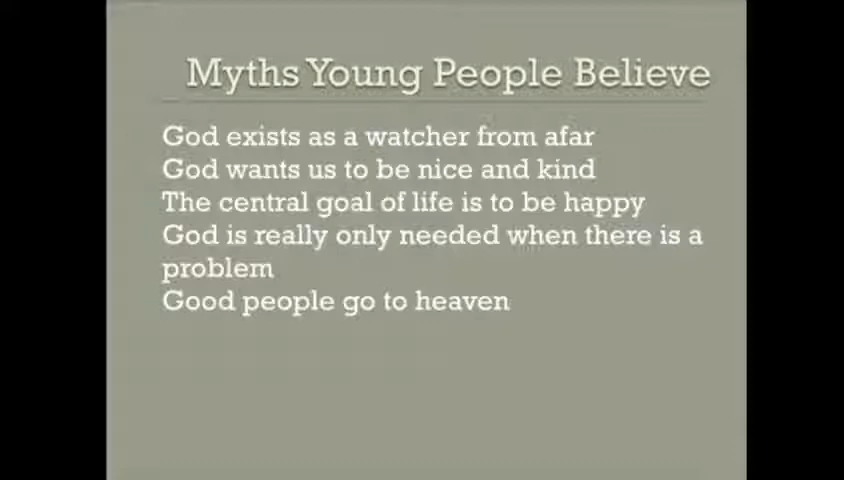 Myths Young People Believe
God exists as a watcher from afar
God wants us to be nice and kind
The central goal of life is to be happy
God is really only needed when there is a
problem
Good people go to heaven